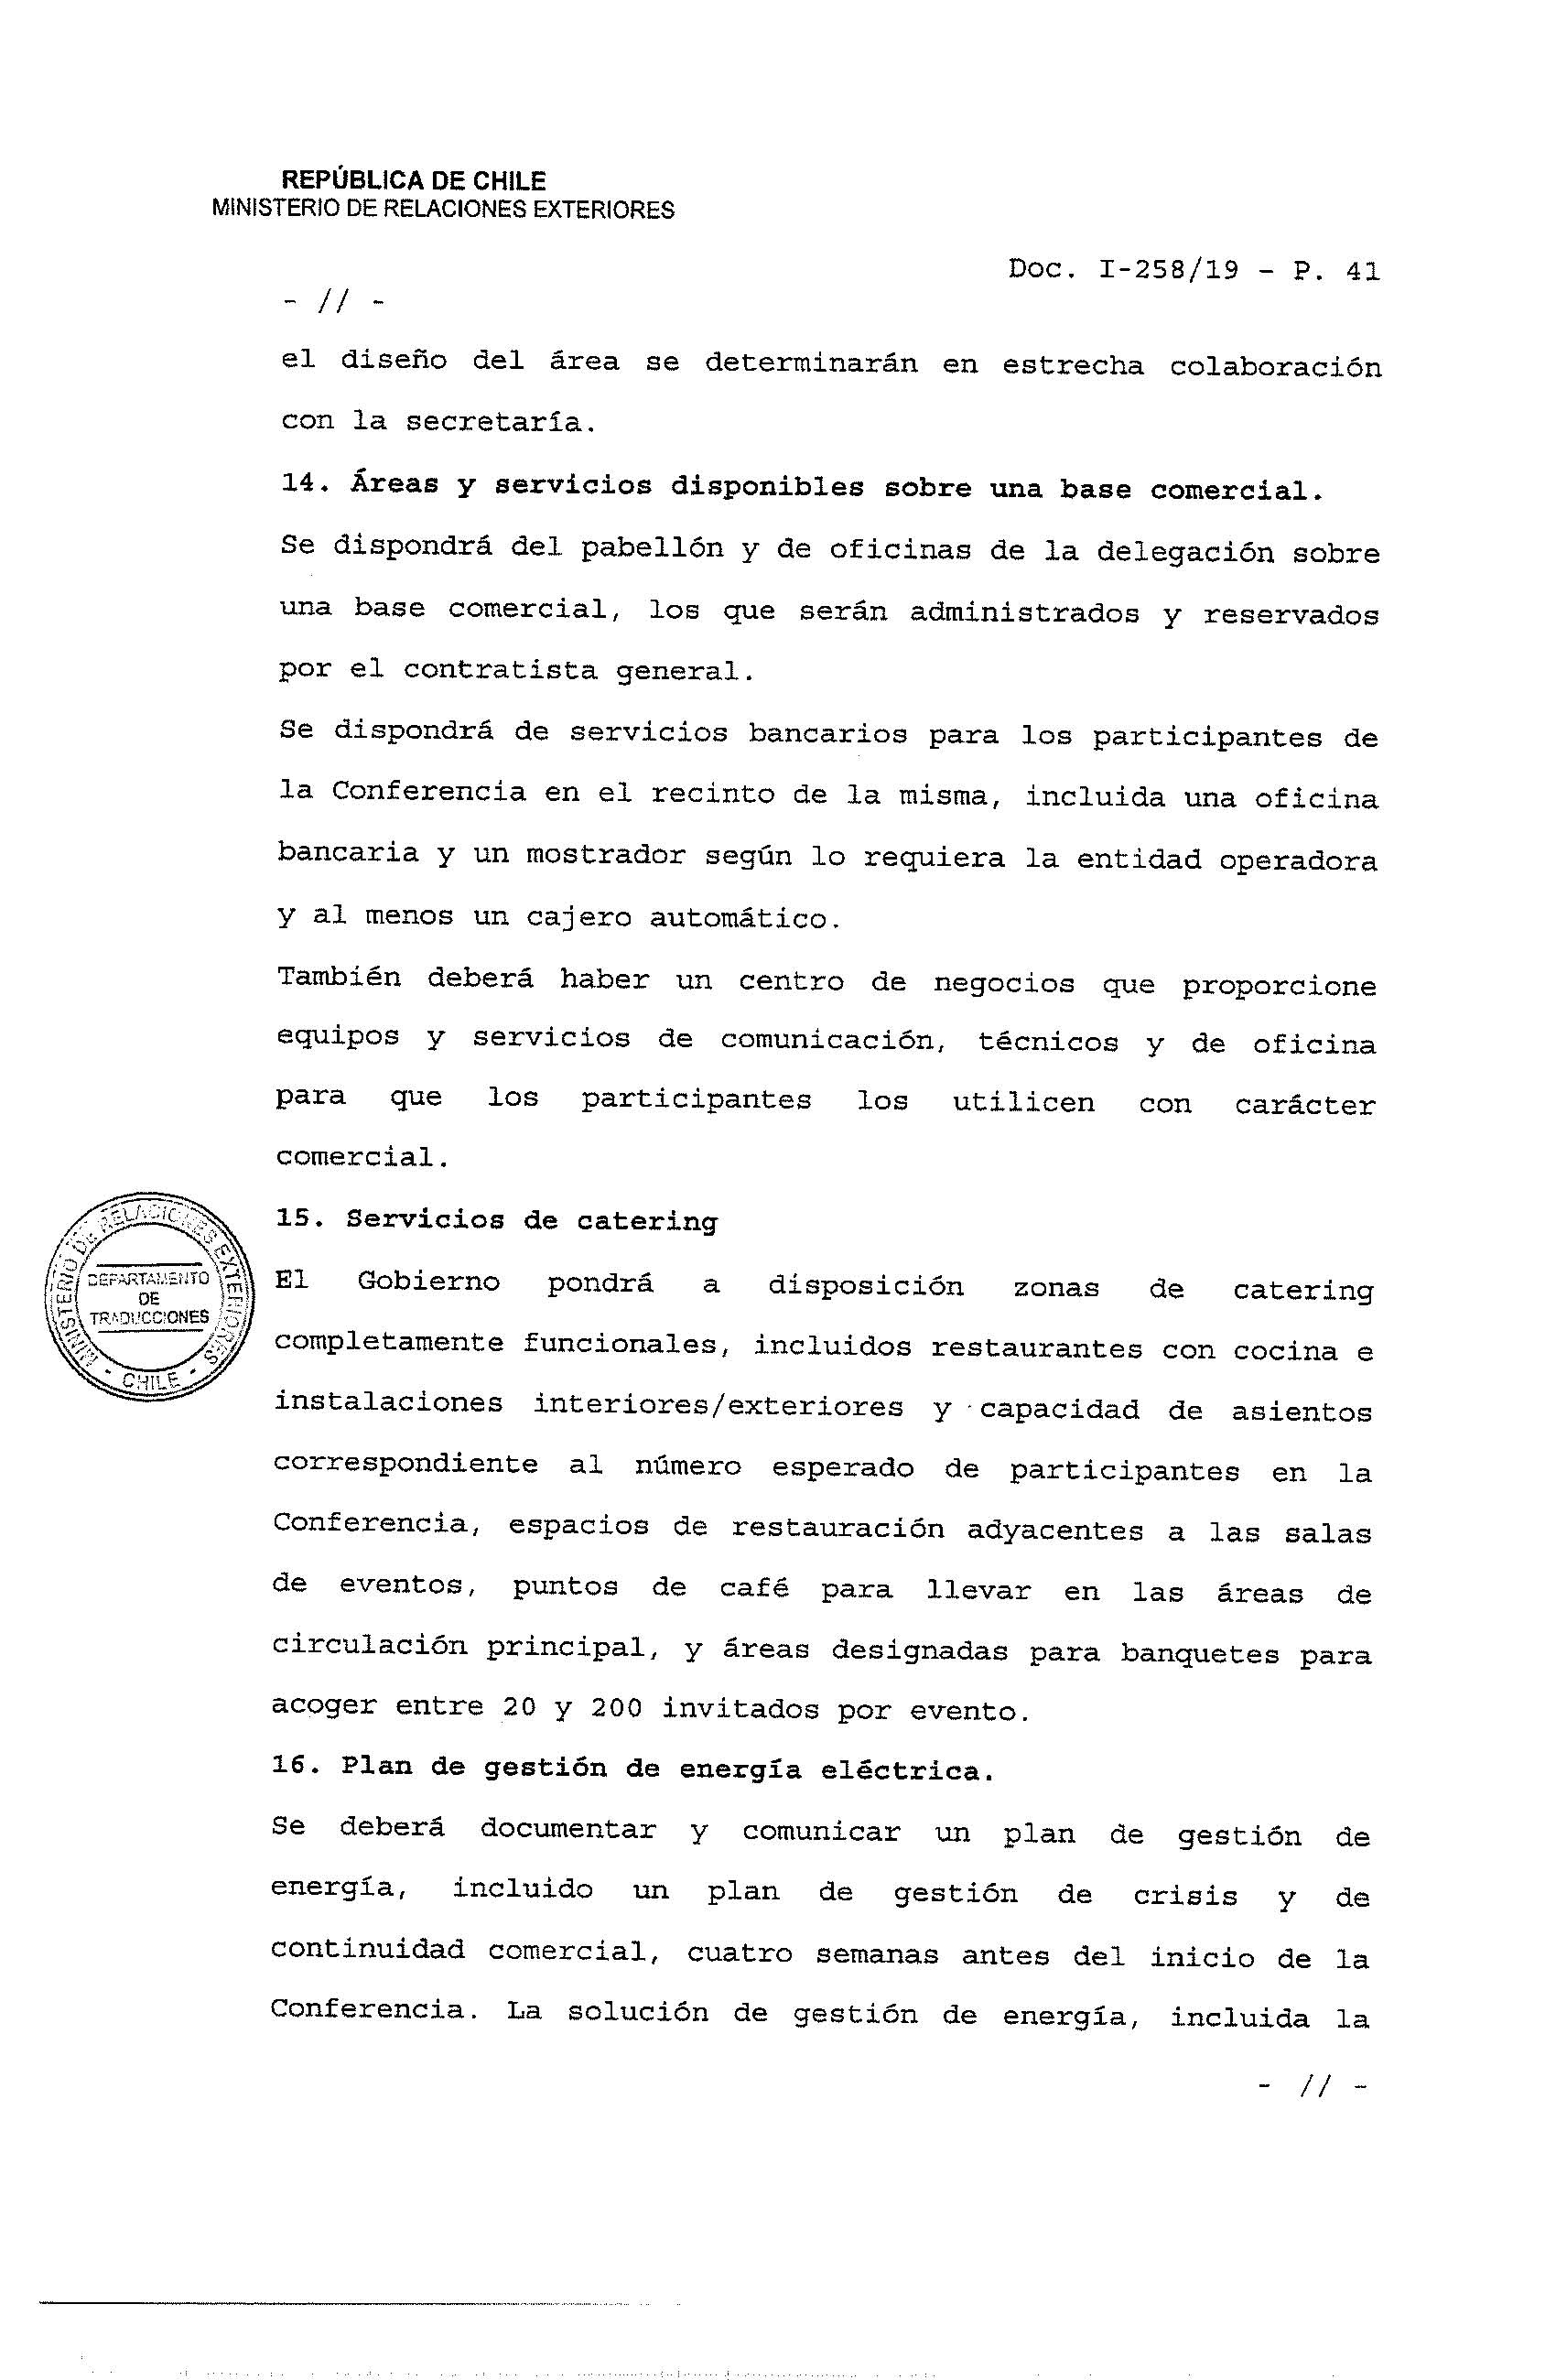 REPÚBLICA DE CHILE
MINISTERIO DE RELACIONES EXTERIORES
Doc. I-258/19 - P. 41
- // -
el diseño del área se determinarán en estrecha colaboración
con la secretaría.
14. Áreas y servicios disponibles sobre una base comercial.
Se dispondrá del pabellón y de oficinas de la delegación sobre
una base comercial, los que serán administrados y reservados
por el contratista general.
Se dispondrá de servicios bancarios para los participantes de
la Conferencia en el recinto de la misma, incluida una oficina
bancaria y un mostrador según lo requiera la entidad operadora
y al menos un cajero automático.
También deberá haber un centro de negocios que proporcione
equipos y servicios de comunicación, técnicos y de oficina
para que los participantes los utilicen con carácter
comercial.
15. Servicios de catering
El Gobierno pondrá a disposición zonas de catering
completamente funcionales, incluidos restaurantes con cocina e
instalaciones interiores/exteriores y capacidad de asientos
correspondiente al número esperado de participantes en la
Conferencia, espacios de restauración adyacentes a las salas
de eventos, puntos de café para llevar en las áreas de
circulación principal, y áreas designadas para banquetes para
acoger entre 20 y 200 invitados por evento.
16. Plan de gestión de energía eléctrica.
Se deberá documentar y comunicar un plan de gestión de
energía, incluido un plan de gestión de crisis y de
continuidad comercial, cuatro semanas antes del inicio de la
Conferencia. La solución de gestión de energía, incluida la
- // -
MINISTERIO DE RELACIONES EXTERIORES
DEPARTAMENTO
DE
TRADUCCIONES
- CHILE -